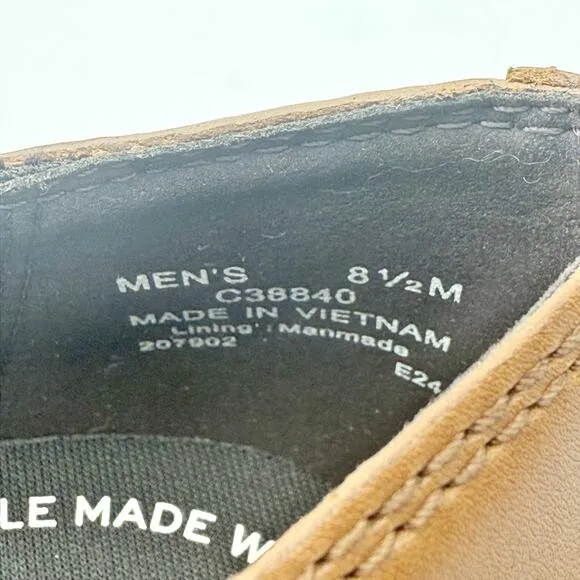 MEN'S 8½M
C38840
MADE IN VIETNAM
Lining: Manmade
207902
E24
LE MADE W